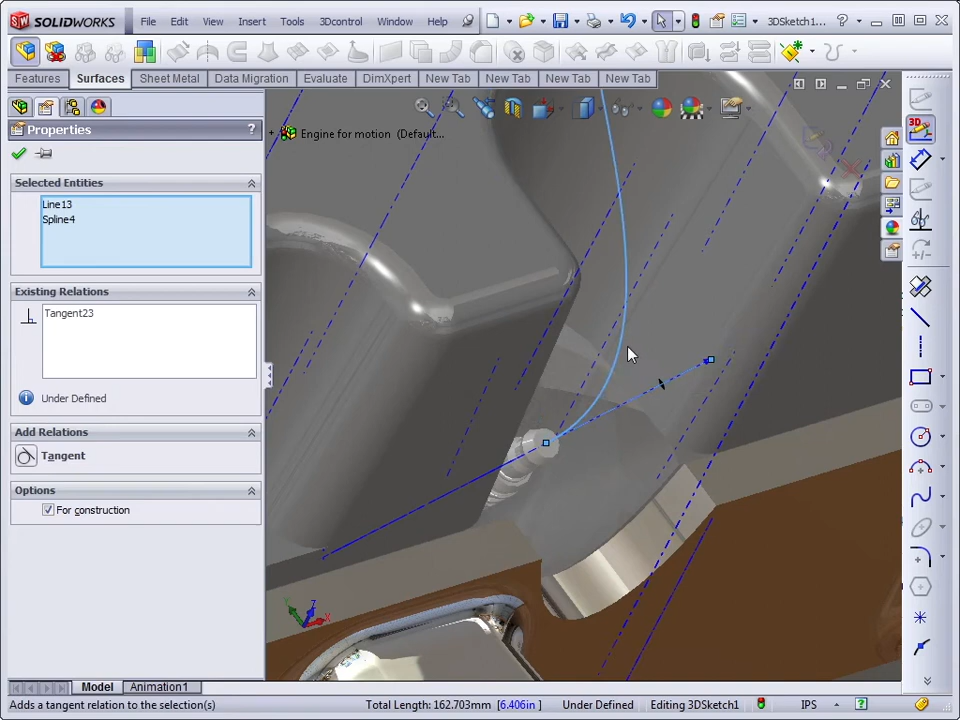 SOLIDWORKS File Edit View Insert Tools 3Dcontrol Window Help 3DSketch1... ?
Features Surfaces Sheet Metal Data Migration Evaluate DimXpert New Tab New Tab New Tab New Tab
Properties ?
Engine for motion (Default...
Selected Entities
Line13
Spline4
Existing Relations
Tangent23
Under Defined
Add Relations
Tangent
Options
For construction
Model Animation1
Adds a tangent relation to the selection(s) Total Length: 162.703mm [6.406in ] Under Defined Editing 3DSketch1 IPS ?